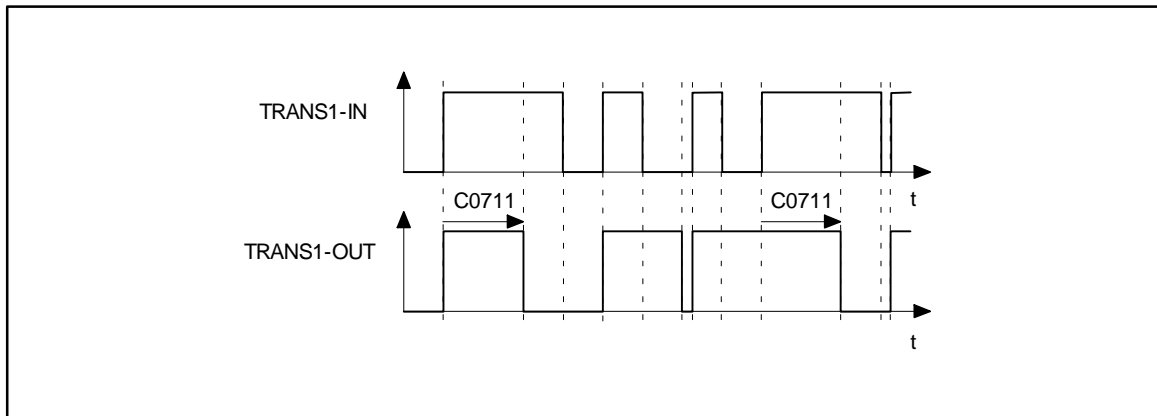 TRANS1-IN
t
C0711 C0711
TRANS1-OUT
t